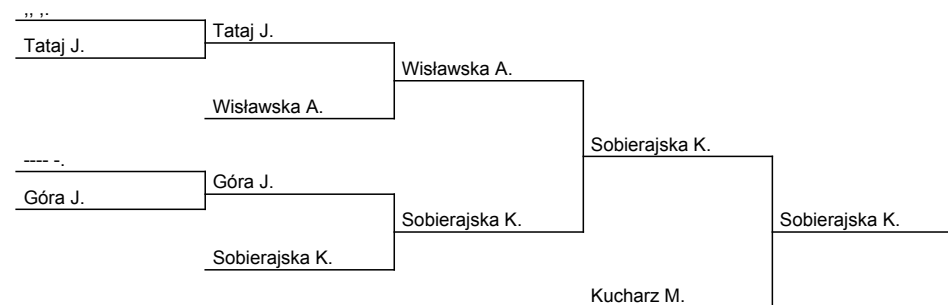 ,, ,.
Tataj J.
Tataj J.
Wisławska A.
Wisławska A.
Sobierajska K.
---- -.
Góra J.
Góra J.
Sobierajska K.
Sobierajska K.
Sobierajska K.
Kucharz M.